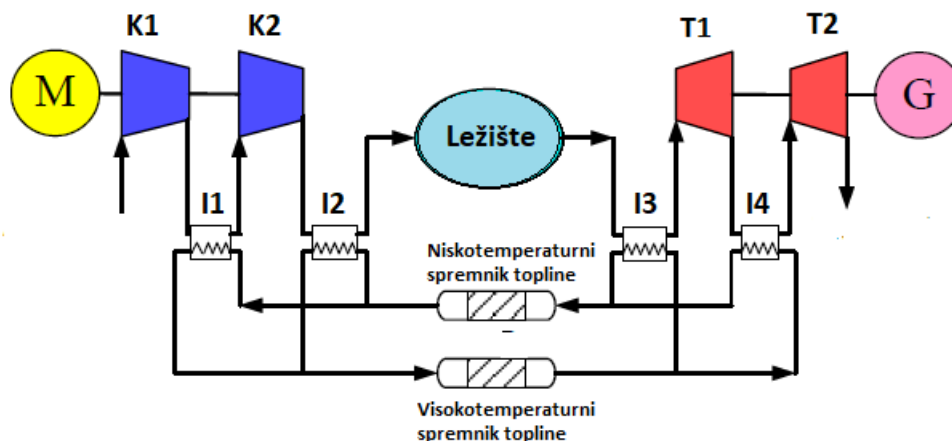 K1
K2
T1
T2
M
Ležište
G
I1
I2
I3
I4
Niskotemperaturni
spremnik topline
Visokotemperaturni
spremnik topline